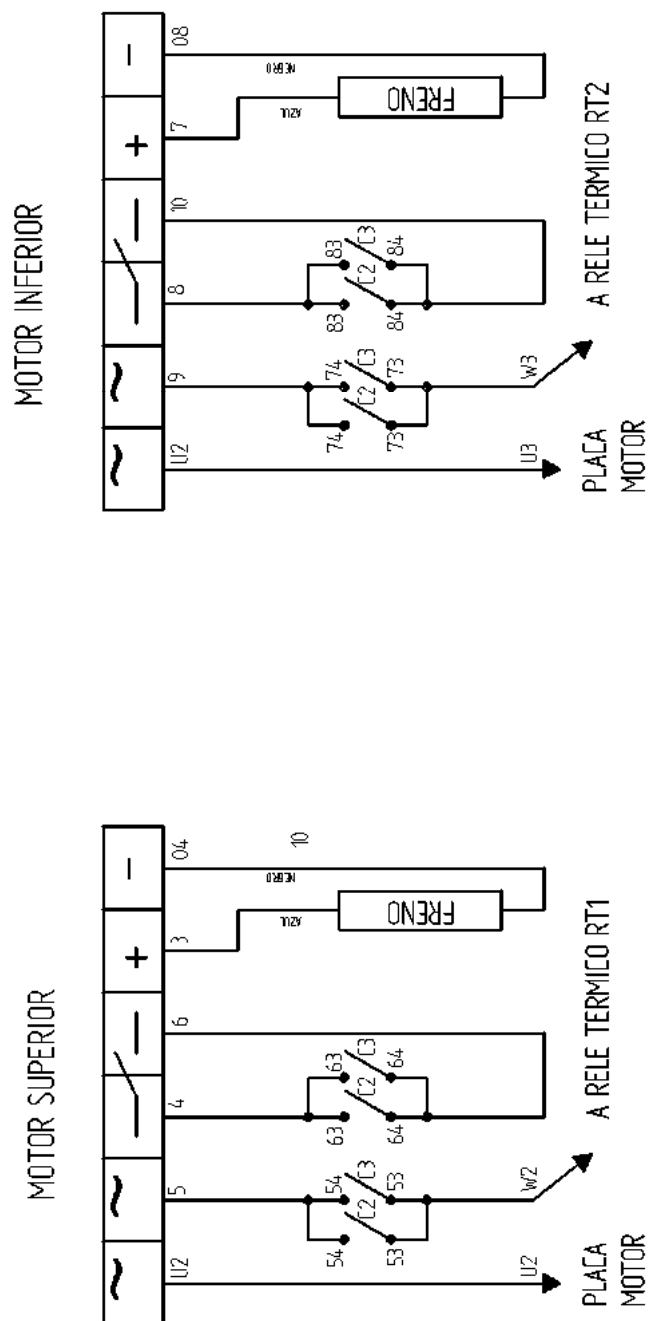 MOTOR SUPERIOR
~
~
+
-
U2
5
4
6
3
04
AZUL
NEGRO
10
FRENO
54
C2
54
C3
53
53
63
C2
63
C3
64
64
U2
W2
PLACA
MOTOR
A RELE TERMICO RT1
MOTOR INFERIOR
~
~
+
-
U2
9
8
10
7
08
AZUL
NEGRO
FRENO
74
C2
74
C3
73
73
83
C2
83
C3
84
84
U3
W3
PLACA
MOTOR
A RELE TERMICO RT2